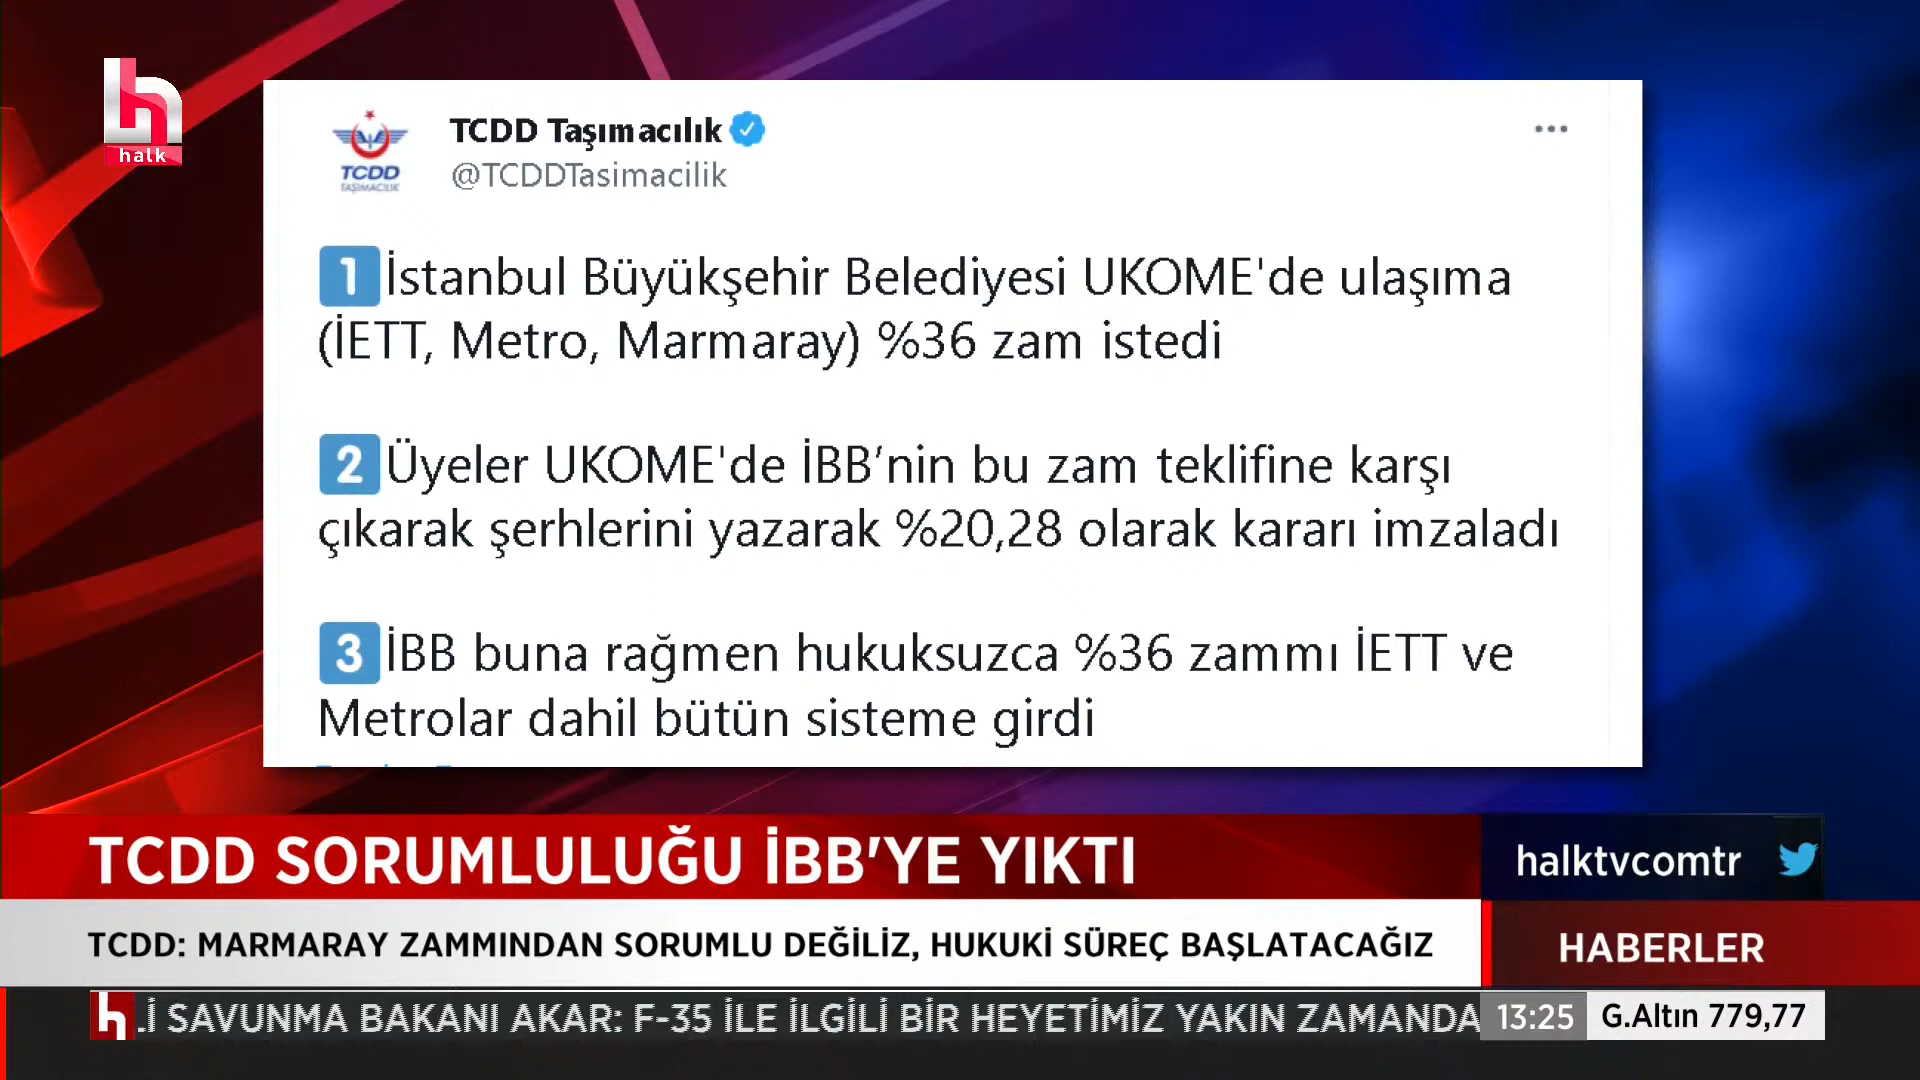 halk
TCDD Taşımacılık
@TCDDTasimacilik
TCDD
TAŞIMACILIK
1 İstanbul Büyükşehir Belediyesi UKOME'de ulaşıma
(İETT, Metro, Marmaray) %36 zam istedi
2 Üyeler UKOME'de İBB’nin bu zam teklifine karşı
çıkarak şerhlerini yazarak %20,28 olarak kararı imzaladı
3 İBB buna rağmen hukuksuzca %36 zammı İETT ve
Metrolar dahil bütün sisteme girdi
TCDD SORUMLULUĞU İBB'YE YIKTI
halktvcomtr
TCDD: MARMARAY ZAMMINDAN SORUMLU DEĞİLİZ, HUKUKİ SÜREÇ BAŞLATACAĞIZ
HABERLER
h
Lİ SAVUNMA BAKANI AKAR: F-35 İLE İLGİLİ BİR HEYETİMİZ YAKIN ZAMANDA
13:25
G.Altın 779,77